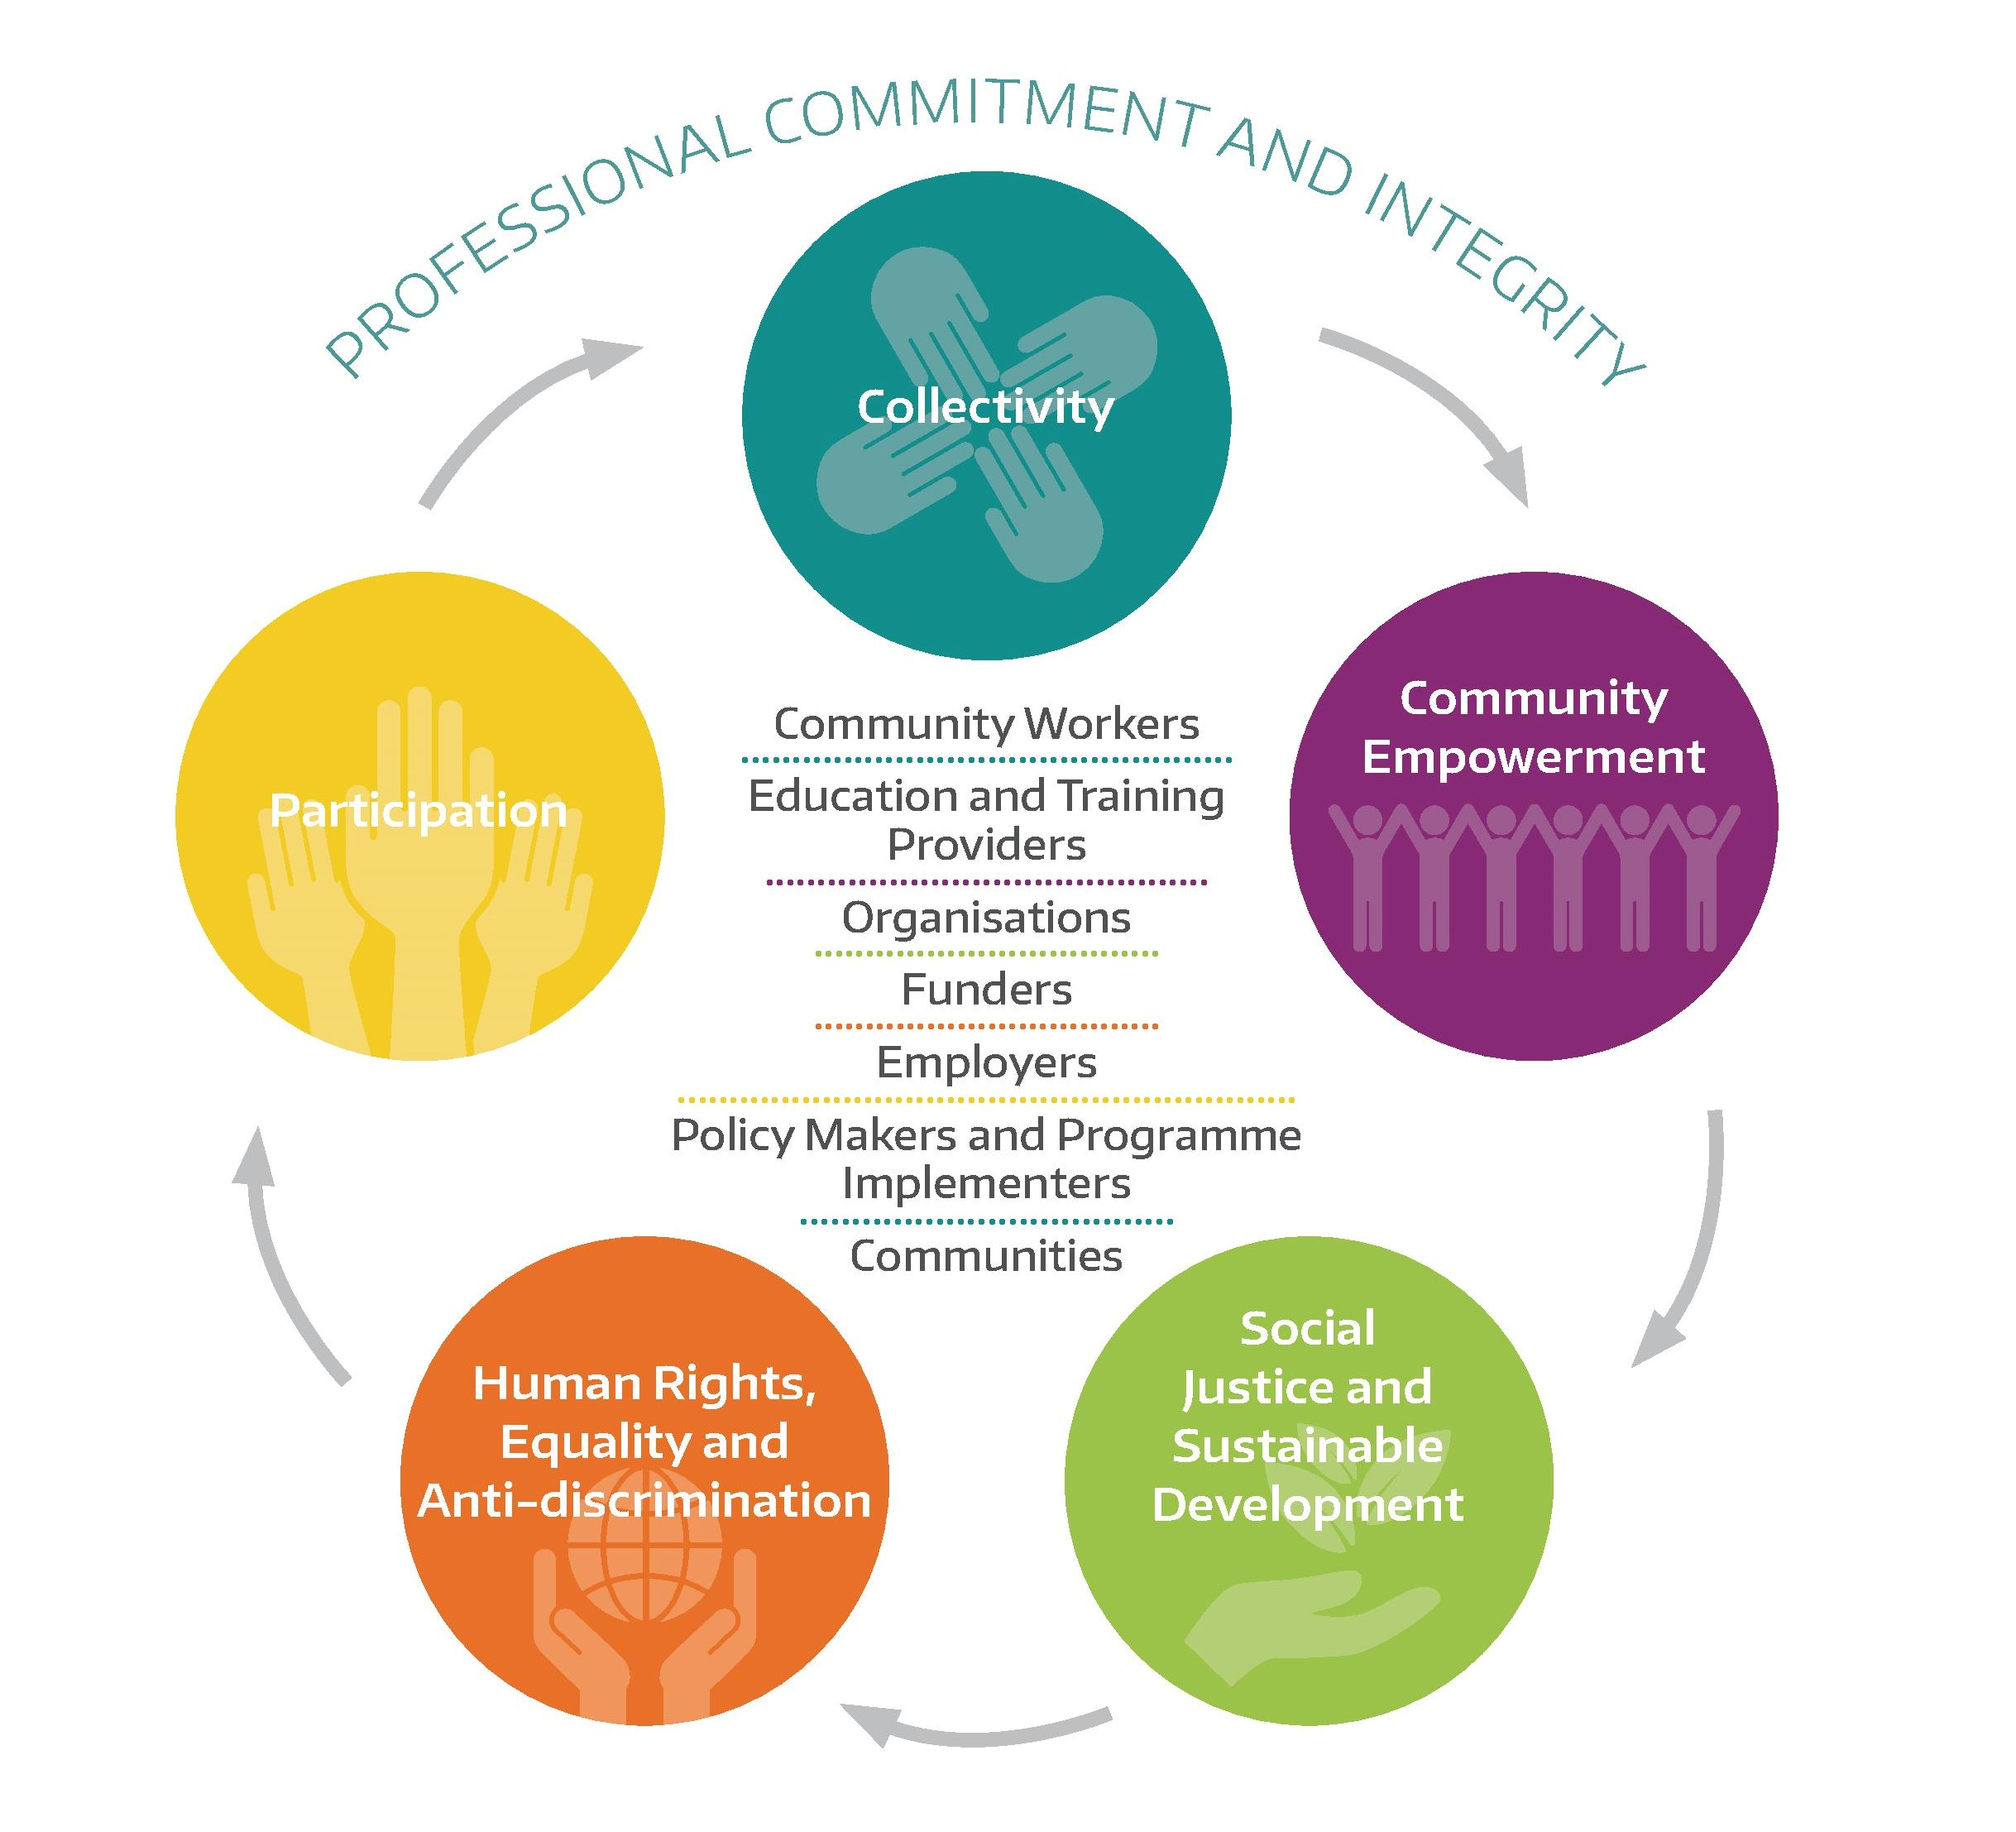 PROFESSIONAL COMMITMENT AND INTEGRITY
Collectivity
Community
Empowerment
Social
Justice and
Sustainable
Development
Human Rights,
Equality and
Anti-discrimination
Participation
Community Workers
Education and Training
Providers
Organisations
Funders
Employers
Policy Makers and Programme
Implementers
Communities